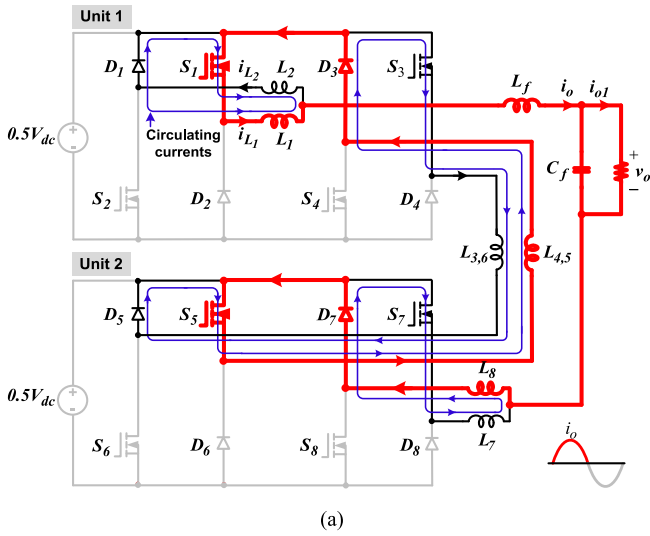 Unit 1
D1 S1 iL2 L2 D3 S3 Lf io io1
0.5Vdc
Circulating currents iL1 L1
Cf + vo −
S2 D2 S4 D4
L3,6 L4,5
Unit 2
D5 S5 D7 S7
L8
0.5Vdc
L7
S6 D6 S8 D8
io
(a)